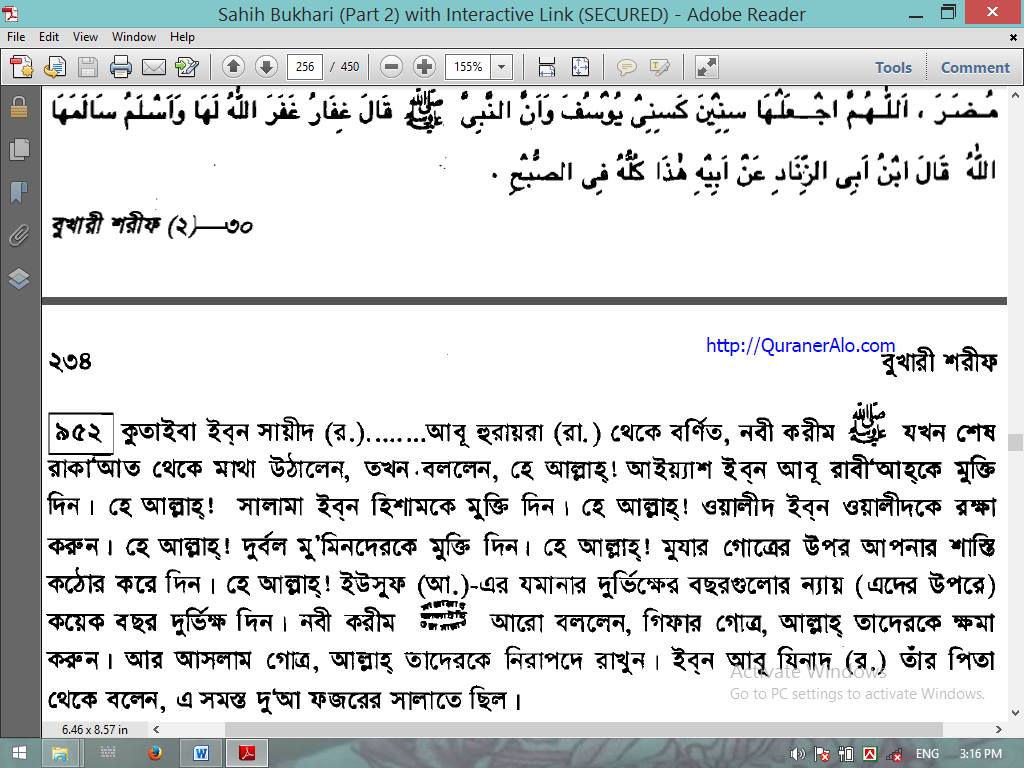 Sahih Bukhari (Part 2) with Interactive Link (SECURED) - Adobe Reader
File Edit View Window Help
256 / 450 155% Tools Comment
مُضَرَ ، اَللّٰهُمَّ اجْعَلْهَا سِنِيْنَ كَسِنِىْ يُوْسُفَ وَاَنَّ النَّبِىَّ ﷺ قَالَ غِفَارُ غَفَرَ اللّٰهُ لَهَا وَاَسْلَمُ سَالَمَهَا
اللّٰهُ قَالَ ابْنُ اَبِى الزِّنَادِ عَنْ اَبِيْهِ هٰذَا كُلُّهُ فِى الصُّبْحِ .
বুখারী শরীফ (২)—৩০
http://QuranerAlo.com
২৩৪ বুখারী শরীফ
৯৫২ কুতাইবা ইব্‌ন সায়ীদ (র.)........আবূ হুরায়রা (রা.) থেকে বর্ণিত, নবী করীম ﷺ যখন শেষ
রাকা‘আত থেকে মাথা উঠালেন, তখন বললেন, হে আল্লাহ্! আইয়্যাশ ইব্‌ন আবূ রাবী‘আহ্‌কে মুক্তি
দিন। হে আল্লাহ্! সালামা ইব্‌ন হিশামকে মুক্তি দিন। হে আল্লাহ্! ওয়ালীদ ইব্‌ন ওয়ালীদকে রক্ষা
করুন। হে আল্লাহ্! দুর্বল মু’মিনদেরকে মুক্তি দিন। হে আল্লাহ্! মুযার গোত্রের উপর আপনার শাস্তি
কঠোর করে দিন। হে আল্লাহ্! ইউসুফ (আ.)-এর যমানার দুর্ভিক্ষের বছরগুলোর ন্যায় (এদের উপরে)
কয়েক বছর দুর্ভিক্ষ দিন। নবী করীম আরো বললেন, গিফার গোত্র, আল্লাহ্ তাদেরকে ক্ষমা
করুন। আর আসলাম গোত্র, আল্লাহ্ তাদেরকে নিরাপদে রাখুন। ইব্‌ন আবূ যিনাদ (র.) তাঁর পিতা
থেকে বলেন, এ সমস্ত দু‘আ ফজরের সালাতে ছিল।
Activate Windows
Go to PC settings to activate Windows.
6.46 x 8.57 in
ENG 3:16 PM